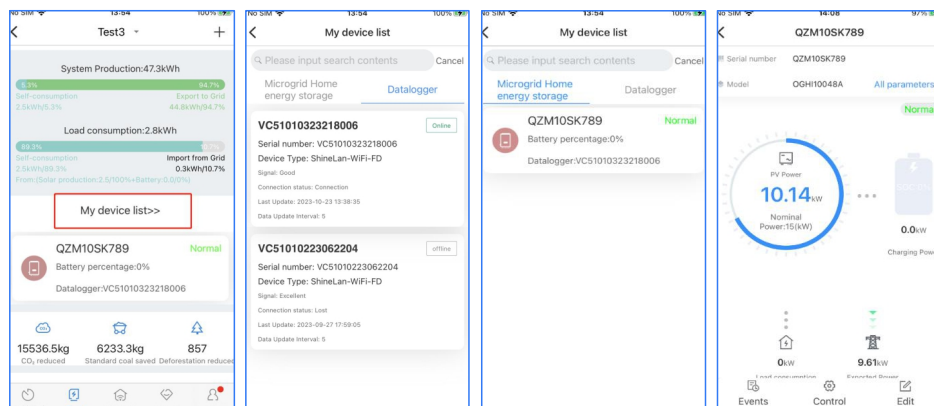 No SIM
13:54
100%
Test3
System Production:47.3kWh
5.3%
94.7%
Self-consumption
Export to Grid
2.5kWh/5.3%
44.8kWh/94.7%
Load consumption:2.8kWh
89.3%
10.7%
Self-consumption
Import from Grid
2.5kWh/89.3%
0.3kWh/10.7%
From:(Solar production:2.5/100%+Battery:0.0/0%)
My device list>>
QZM10SK789
Normal
Battery percentage:0%
Datalogger:VC51010323218006
15536.5kg
6233.3kg
857
CO₂ reduced
Standard coal saved
Deforestation reduced
No SIM
13:54
100%
My device list
Please input search contents
Cancel
Microgrid Home
energy storage
Datalogger
VC51010323218006
Online
Serial number: VC51010323218006
Device Type: ShineLan-WiFi-FD
Signal: Good
Connection status: Connection
Last Update: 2023-10-23 13:38:35
Data Update Interval: 5
VC51010223062204
offline
Serial number: VC51010223062204
Device Type: ShineLan-WiFi-FD
Signal: Excellent
Connection status: Lost
Last Update: 2023-09-27 17:59:05
Data Update Interval: 5
No SIM
13:54
100%
My device list
Please input search contents
Cancel
Microgrid Home
energy storage
Datalogger
QZM10SK789
Normal
Battery percentage:0%
Datalogger:VC51010323218006
No SIM
14:08
97%
QZM10SK789
Serial number
QZM10SK789
Model
OGHI10048A
All parameters
Norma
PV Power
10.14kW
Nominal
Power:15(kW)
0.0kW
Charging Powe
0kW
9.61kW
Load consumption
Exported Power
Events
Control
Edit